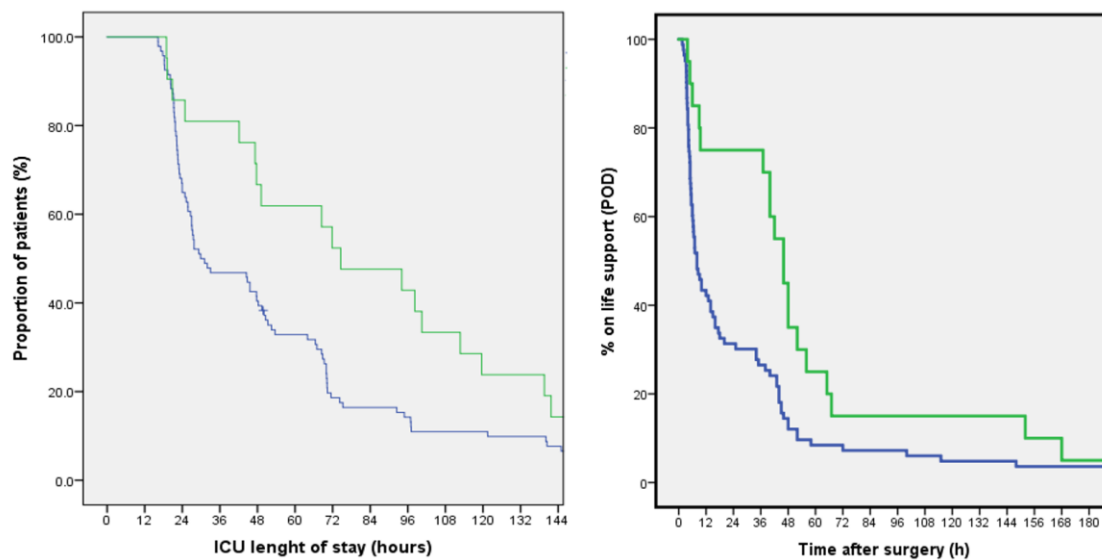 Proportion of patients (%)
100.0
80.0
60.0
40.0
20.0
0.0
0 12 24 36 48 60 72 84 96 108 120 132 144
ICU lenght of stay (hours)
% on life support (POD)
100
80
60
40
20
0
0 12 24 36 48 60 72 84 96 108 120 132 144 156 168 180
Time after surgery (h)